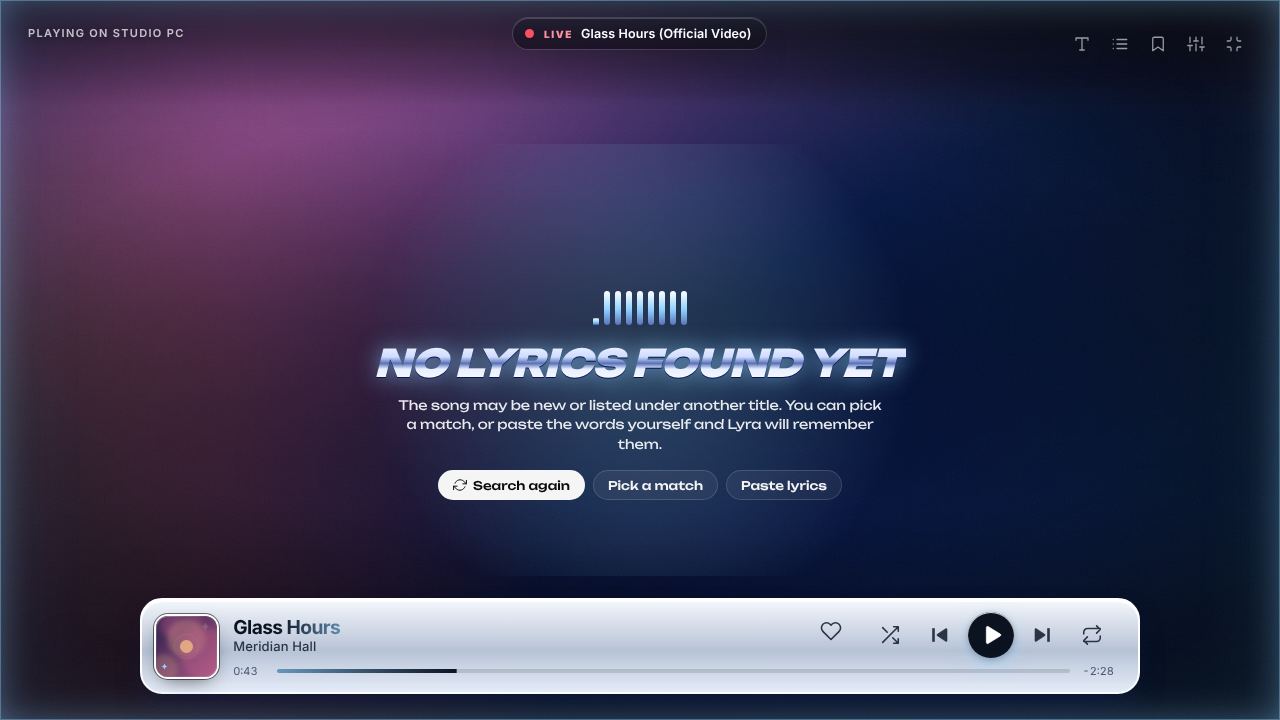 PLAYING ON STUDIO PC
LIVE Glass Hours (Official Video)
NO LYRICS FOUND YET
The song may be new or listed under another title. You can pick
a match, or paste the words yourself and Lyra will remember
them.
Search again
Pick a match
Paste lyrics
Glass Hours
Meridian Hall
0:43
-2:28